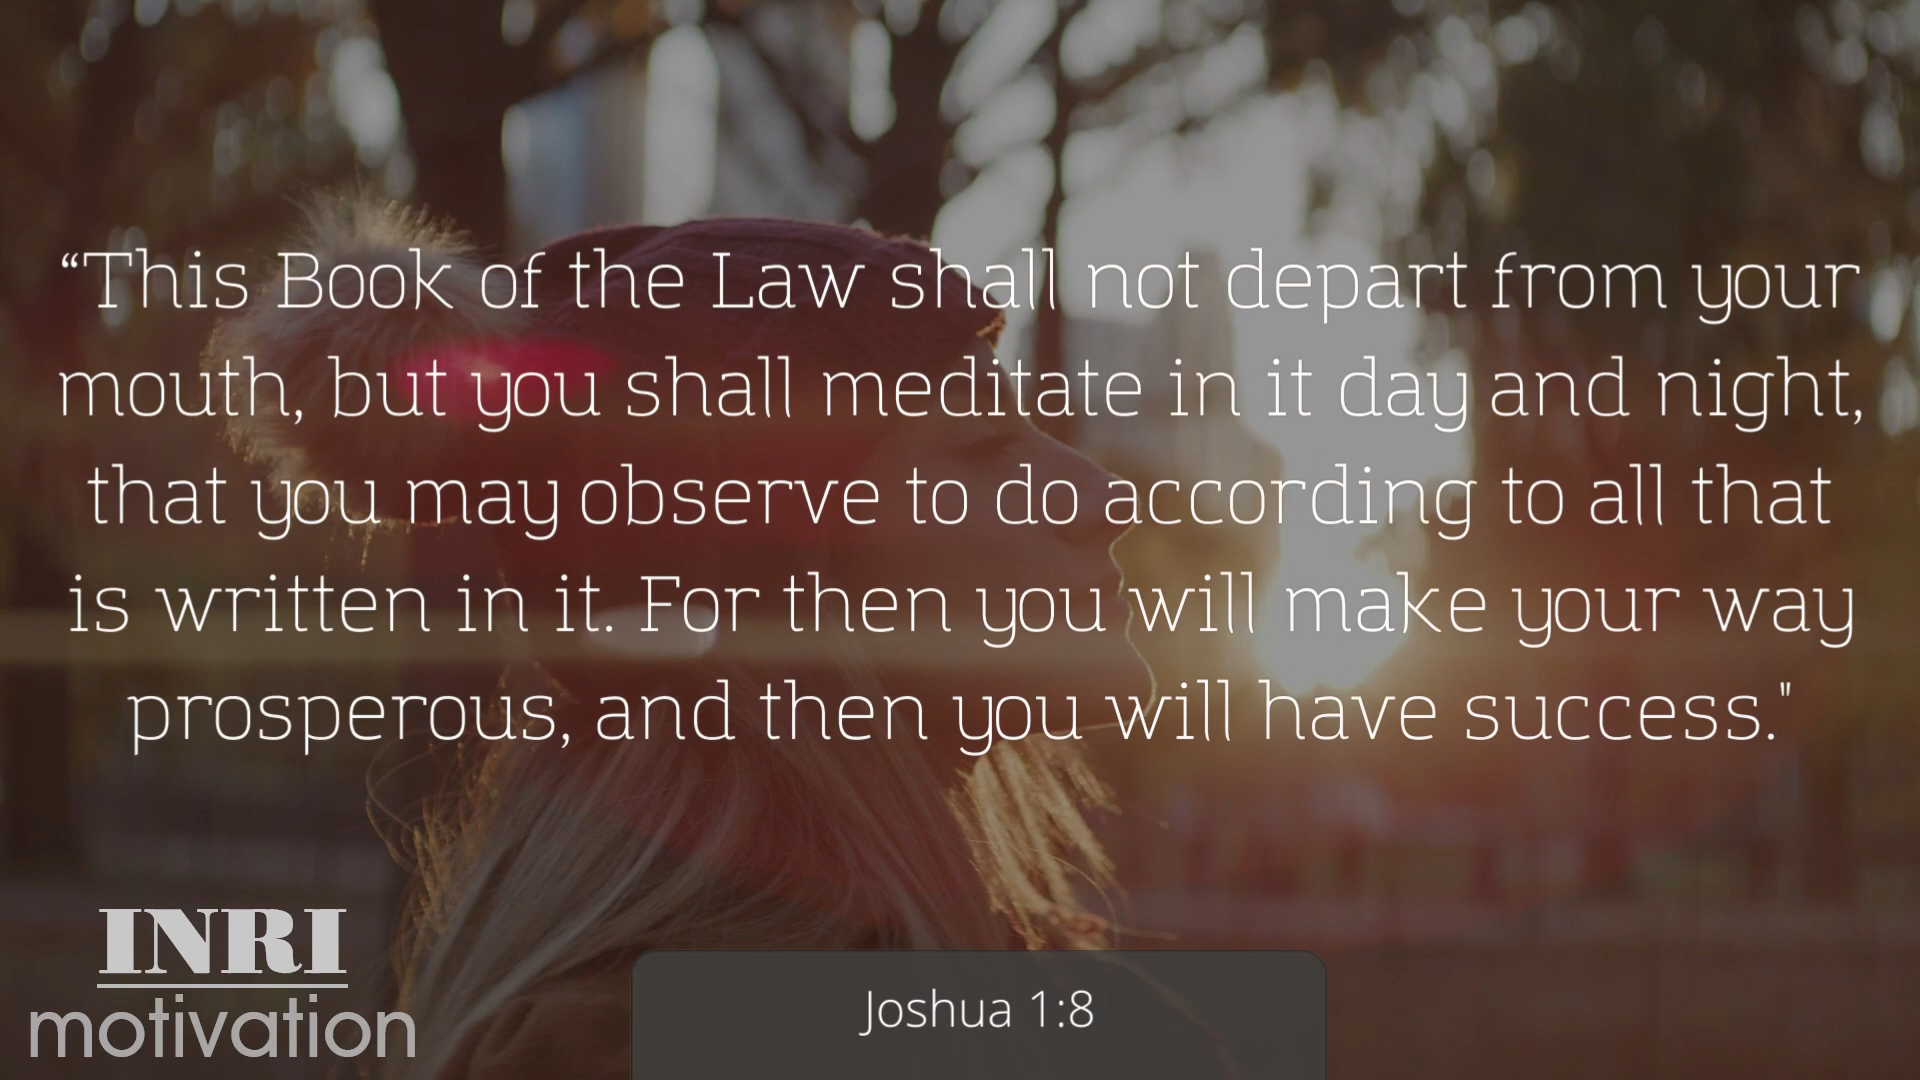 “This Book of the Law shall not depart from your
mouth, but you shall meditate in it day and night,
that you may observe to do according to all that
is written in it. For then you will make your way
prosperous, and then you will have success."
INRI
motivation
Joshua 1:8